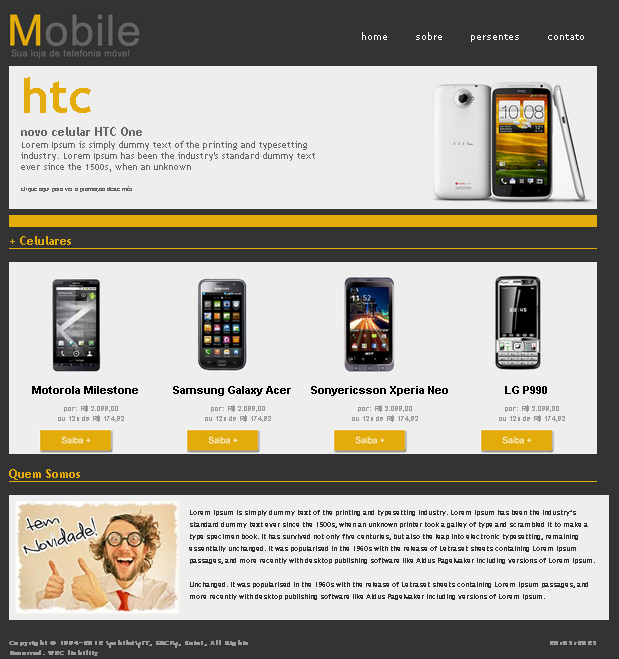 Mobile
Sua loja de telefonia móvel
home sobre persentes contato
htc
novo celular HTC One
Lorem Ipsum is simply dummy text of the printing and typesetting
industry. Lorem Ipsum has been the industry's standard dummy text
ever since the 1500s, when an unknown
clique aqui para ver a promoção desse mês
+ Celulares
Motorola Milestone Samsung Galaxy Acer Sonyericsson Xperia Neo LG P990
por: R$ 2.099,00 por: R$ 2.099,00 por: R$ 2.099,00 por: R$ 2.099,00
ou 12x de R$ 174,92 ou 12x de R$ 174,92 ou 12x de R$ 174,92 ou 12x de R$ 174,92
Saiba + Saiba + Saiba + Saiba +
Quem Somos
tem
Novidade!
Lorem Ipsum is simply dummy text of the printing and typesetting industry. Lorem Ipsum has been the industry's
standard dummy text ever since the 1500s, when an unknown printer took a galley of type and scrambled it to make a
type specimen book. It has survived not only five centuries, but also the leap into electronic typesetting, remaining
essentially unchanged. It was popularised in the 1960s with the release of Letraset sheets containing Lorem Ipsum
passages, and more recently with desktop publishing software like Aldus PageMaker including versions of Lorem Ipsum.
Unchanged. It was popularised in the 1960s with the release of Letraset sheets containing Lorem Ipsum passages, and
more recently with desktop publishing software like Aldus PageMaker including versions of Lorem Ipsum.
Copyright © All Rights
Reserved.